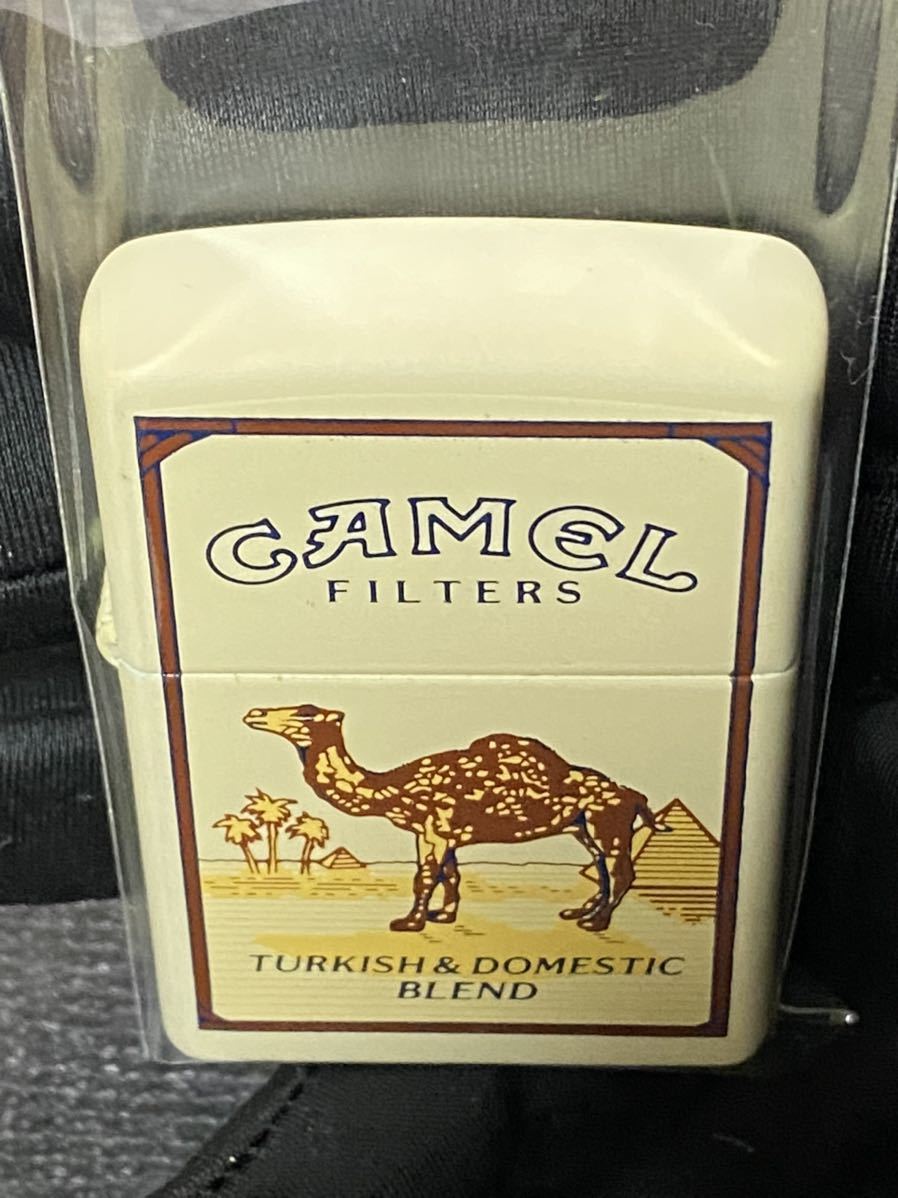 CAMEL
FILTERS
TURKISH & DOMESTIC
BLEND